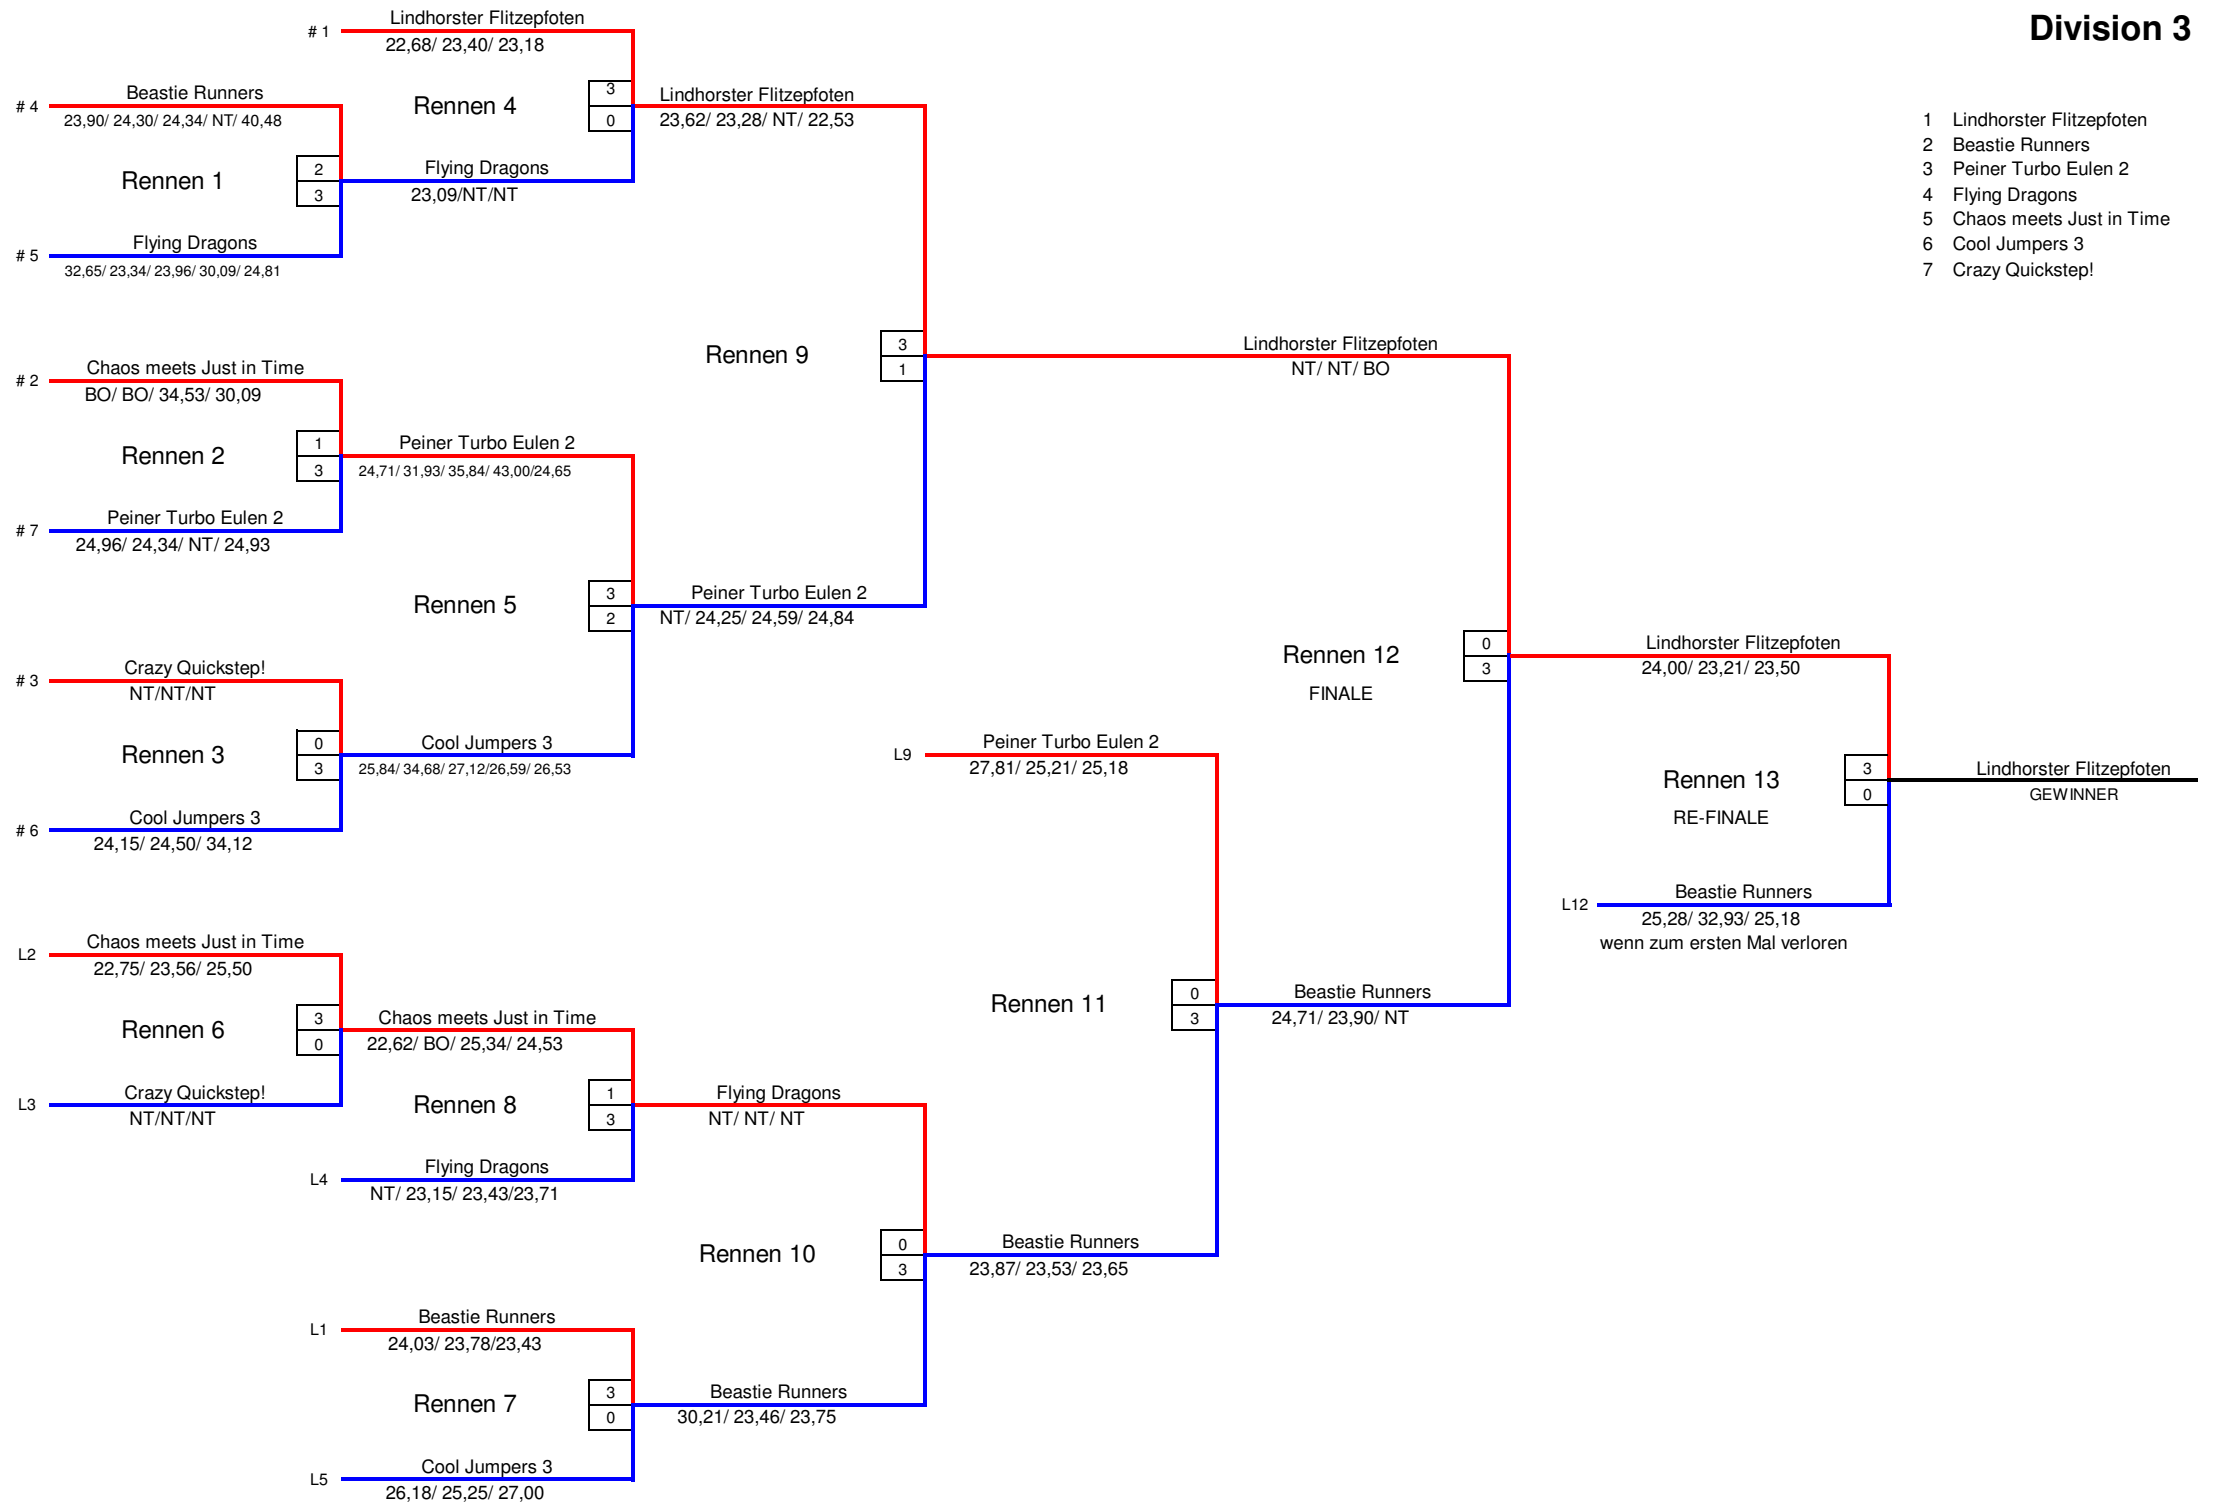 Division 3
1 Lindhorster Flitzepfoten
2 Beastie Runners
3 Peiner Turbo Eulen 2
4 Flying Dragons
5 Chaos meets Just in Time
6 Cool Jumpers 3
7 Crazy Quickstep!
# 1
Lindhorster Flitzepfoten
22,68/ 23,40/ 23,18
Rennen 4
3
0
Flying Dragons
23,09/NT/NT
# 4
Beastie Runners
23,90/ 24,30/ 24,34/ NT/ 40,48
Rennen 1
2
3
# 5
Flying Dragons
32,65/ 23,34/ 23,96/ 30,09/ 24,81
# 2
Chaos meets Just in Time
BO/ BO/ 34,53/ 30,09
Rennen 2
1
3
# 7
Peiner Turbo Eulen 2
24,96/ 24,34/ NT/ 24,93
Peiner Turbo Eulen 2
24,71/ 31,93/ 35,84/ 43,00/24,65
Rennen 5
3
2
# 3
Crazy Quickstep!
NT/NT/NT
Rennen 3
0
3
# 6
Cool Jumpers 3
24,15/ 24,50/ 34,12
Cool Jumpers 3
25,84/ 34,68/ 27,12/26,59/ 26,53
Lindhorster Flitzepfoten
23,62/ 23,28/ NT/ 22,53
Rennen 9
3
1
Peiner Turbo Eulen 2
NT/ 24,25/ 24,59/ 24,84
Lindhorster Flitzepfoten
NT/ NT/ BO
Rennen 12
FINALE
0
3
L9
Peiner Turbo Eulen 2
27,81/ 25,21/ 25,18
Rennen 11
0
3
Beastie Runners
24,71/ 23,90/ NT
Lindhorster Flitzepfoten
24,00/ 23,21/ 23,50
Rennen 13
RE-FINALE
3
0
Lindhorster Flitzepfoten
GEWINNER
L12
Beastie Runners
25,28/ 32,93/ 25,18
wenn zum ersten Mal verloren
L2
Chaos meets Just in Time
22,75/ 23,56/ 25,50
Rennen 6
3
0
L3
Crazy Quickstep!
NT/NT/NT
Chaos meets Just in Time
22,62/ BO/ 25,34/ 24,53
Rennen 8
1
3
L4
Flying Dragons
NT/ 23,15/ 23,43/23,71
Flying Dragons
NT/ NT/ NT
Rennen 10
0
3
Beastie Runners
23,87/ 23,53/ 23,65
L1
Beastie Runners
24,03/ 23,78/23,43
Rennen 7
3
0
Beastie Runners
30,21/ 23,46/ 23,75
L5
Cool Jumpers 3
26,18/ 25,25/ 27,00